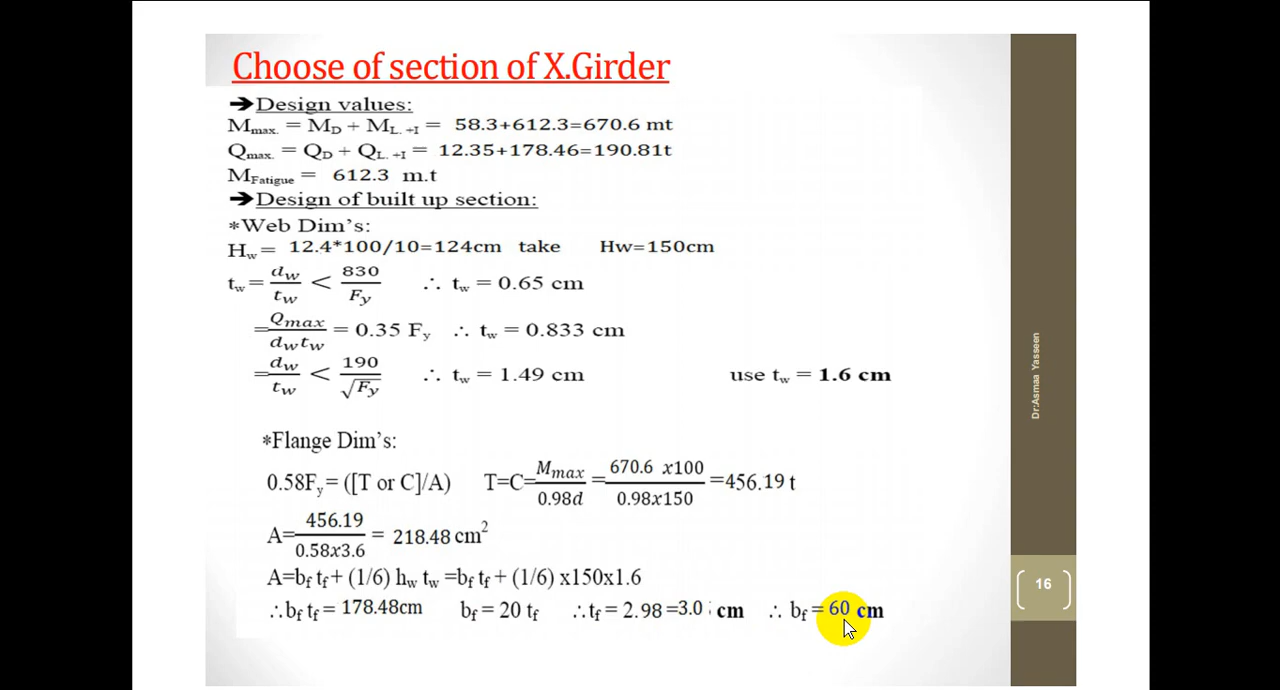 Choose of section of X.Girder
➔Design values:
Mmax. = MD + ML. +I = 58.3+612.3=670.6 mt
Qmax. = QD + QL. +I = 12.35+178.46=190.81t
MFatigue = 612.3 m.t
➔Design of built up section:
*Web Dim's:
Hw = 12.4*100/10=124cm take Hw=150cm
tw = dw/tw < 830/Fy ∴ tw = 0.65 cm
=Qmax/dwtw = 0.35 Fy ∴ tw = 0.833 cm
=dw/tw < 190/√Fy ∴ tw = 1.49 cm use tw = 1.6 cm
*Flange Dim's:
0.58Fy = ([T or C]/A) T=C=Mmax/0.98d = 670.6 x100/0.98x150 =456.19 t
A=456.19/0.58x3.6 = 218.48 cm²
A=bf tf + (1/6) hw tw =bf tf + (1/6) x150x1.6
∴bf tf = 178.48cm bf = 20 tf ∴tf = 2.98 =3.0 cm ∴ bf = 60 cm
Dr:Asmaa Yasseen
16